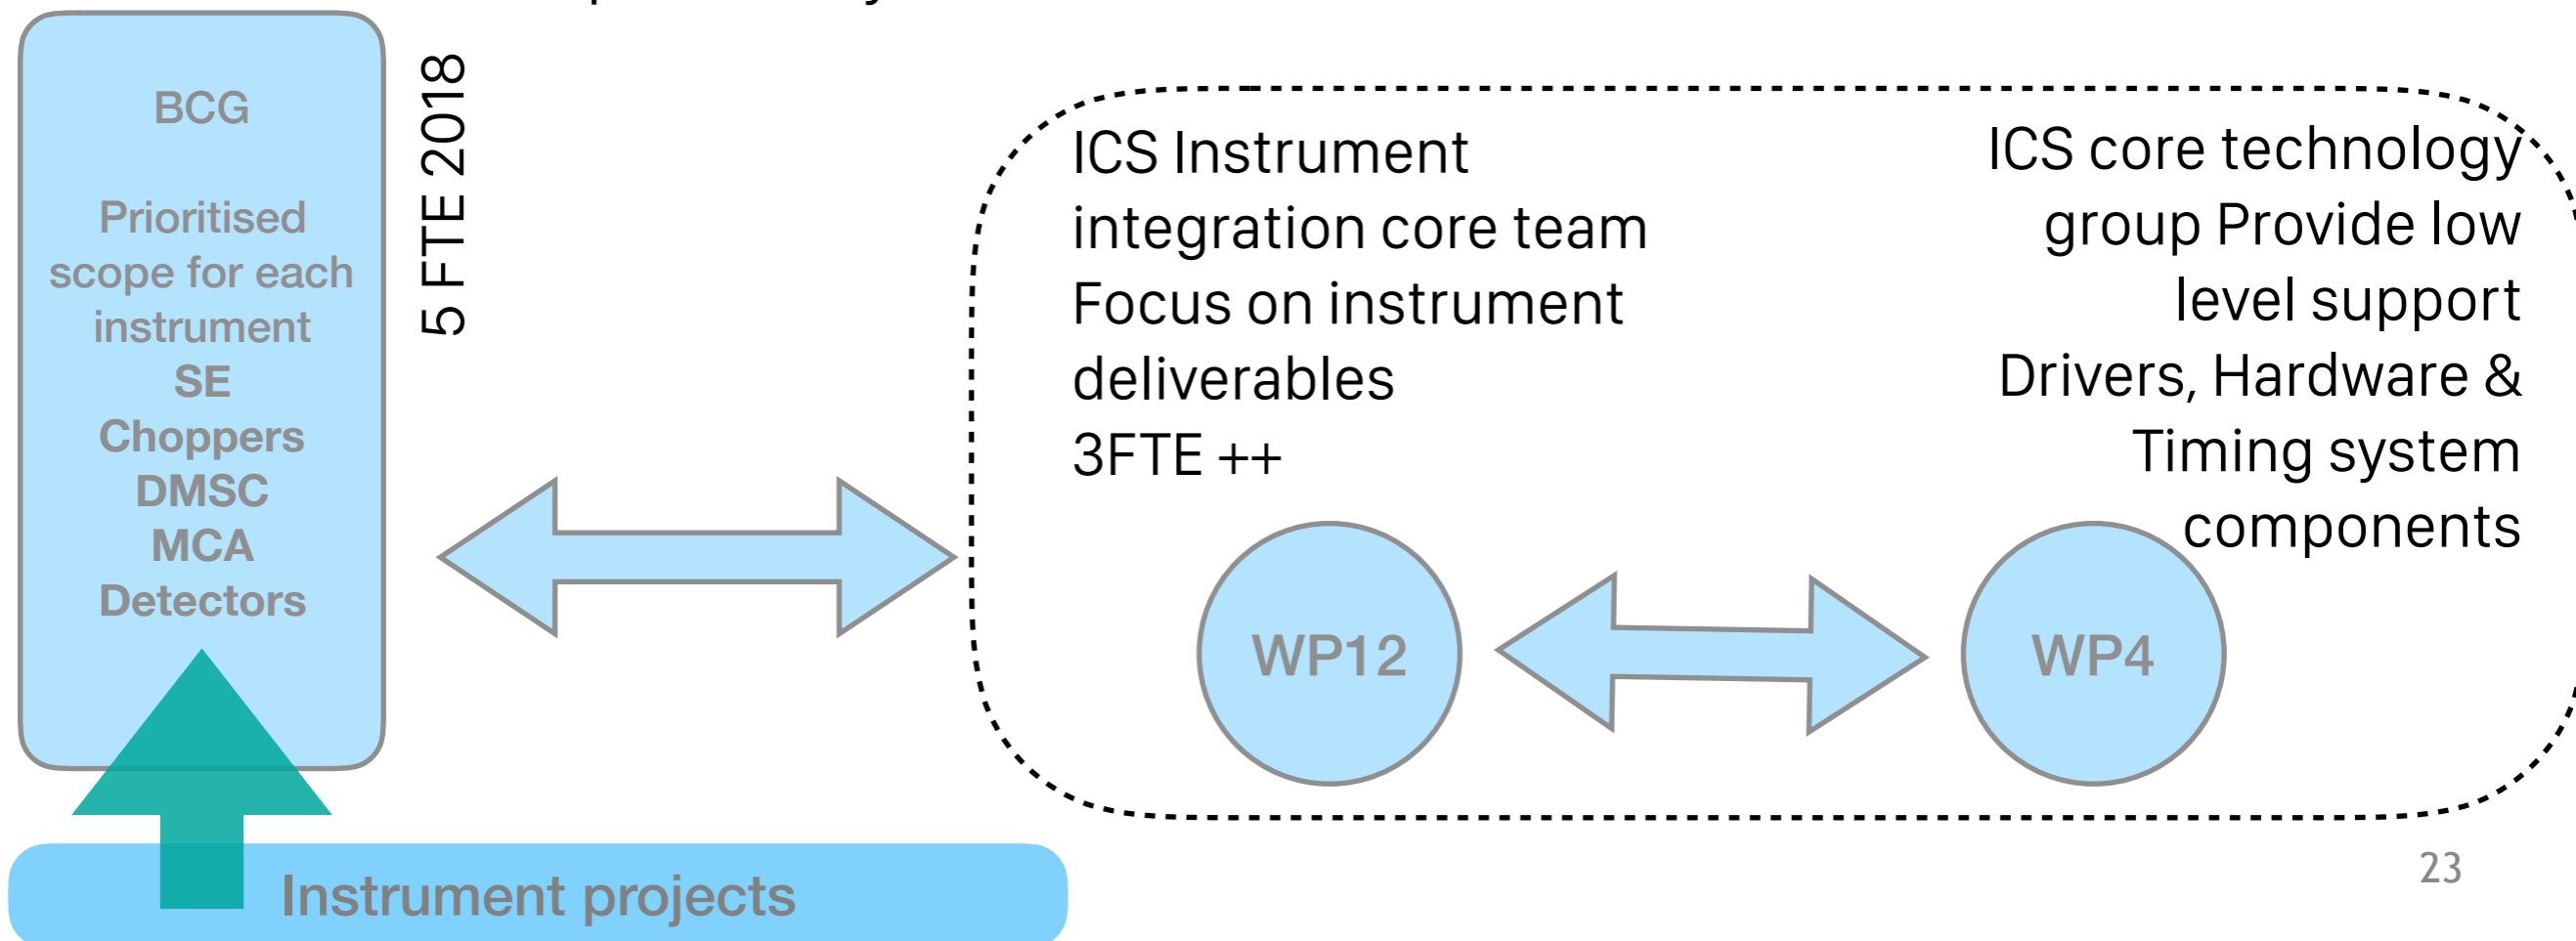 BCG
Prioritised
scope for each
instrument
SE
Choppers
DMSC
MCA
Detectors
5 FTE 2018
ICS Instrument
integration core team
Focus on instrument
deliverables
3FTE ++
ICS core technology
group Provide low
level support
Drivers, Hardware &
Timing system
components
WP12
WP4
Instrument projects
23